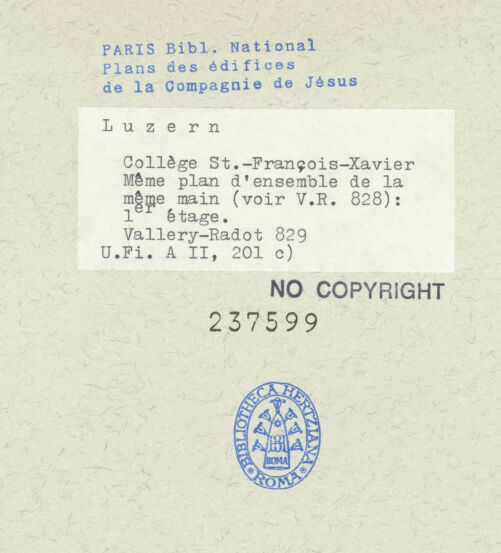 PARIS Bibl. National
Plans des édifices
de la Compagnie de Jésus
Luzern
Collège St.-François-Xavier
Même plan d'ensemble de la
même main (voir V.R. 828):
1er étage.
Vallery-Radot 829
U.Fi. A II, 201 c)
NO COPYRIGHT
237599
BIBLIOTHECA HERTZIANA
ROMA
* ROMA *